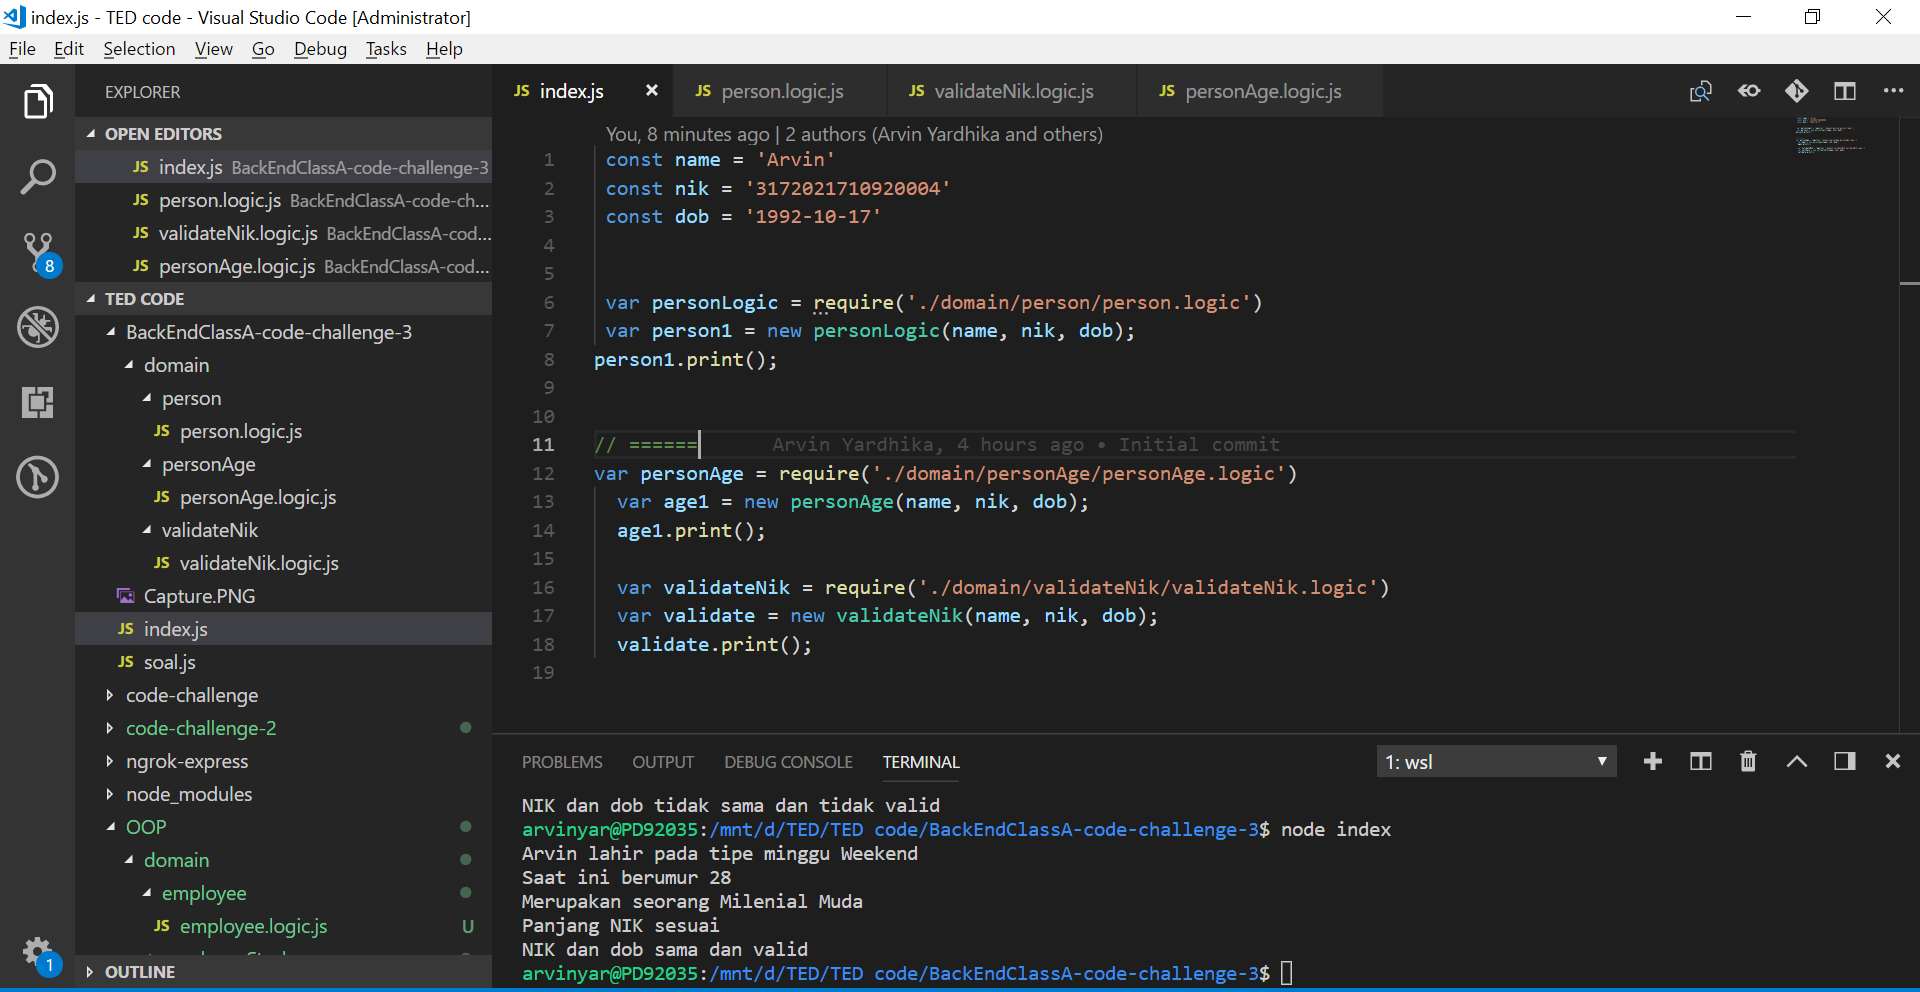 index.js - TED code - Visual Studio Code [Administrator]
File Edit Selection View Go Debug Tasks Help
EXPLORER
OPEN EDITORS
JS index.js BackEndClassA-code-challenge-3
JS person.logic.js BackEndClassA-code-ch...
JS validateNik.logic.js BackEndClassA-cod...
JS personAge.logic.js BackEndClassA-cod...
TED CODE
BackEndClassA-code-challenge-3
domain
person
JS person.logic.js
personAge
JS personAge.logic.js
validateNik
JS validateNik.logic.js
Capture.PNG
JS index.js
JS soal.js
code-challenge
code-challenge-2
ngrok-express
node_modules
OOP
domain
employee
JS employee.logic.js U
OUTLINE
8
1
JS index.js JS person.logic.js JS validateNik.logic.js JS personAge.logic.js
You, 8 minutes ago | 2 authors (Arvin Yardhika and others)
1 const name = 'Arvin'
2 const nik = '3172021710920004'
3 const dob = '1992-10-17'
4
5
6 var personLogic = require('./domain/person/person.logic')
7 var person1 = new personLogic(name, nik, dob);
8 person1.print();
9
10
11 // ====== Arvin Yardhika, 4 hours ago • Initial commit
12 var personAge = require('./domain/personAge/personAge.logic')
13 var age1 = new personAge(name, nik, dob);
14 age1.print();
15
16 var validateNik = require('./domain/validateNik/validateNik.logic')
17 var validate = new validateNik(name, nik, dob);
18 validate.print();
19
PROBLEMS OUTPUT DEBUG CONSOLE TERMINAL 1: wsl
NIK dan dob tidak sama dan tidak valid
arvinyar@PD92035:/mnt/d/TED/TED code/BackEndClassA-code-challenge-3$ node index
Arvin lahir pada tipe minggu Weekend
Saat ini berumur 28
Merupakan seorang Milenial Muda
Panjang NIK sesuai
NIK dan dob sama dan valid
arvinyar@PD92035:/mnt/d/TED/TED code/BackEndClassA-code-challenge-3$